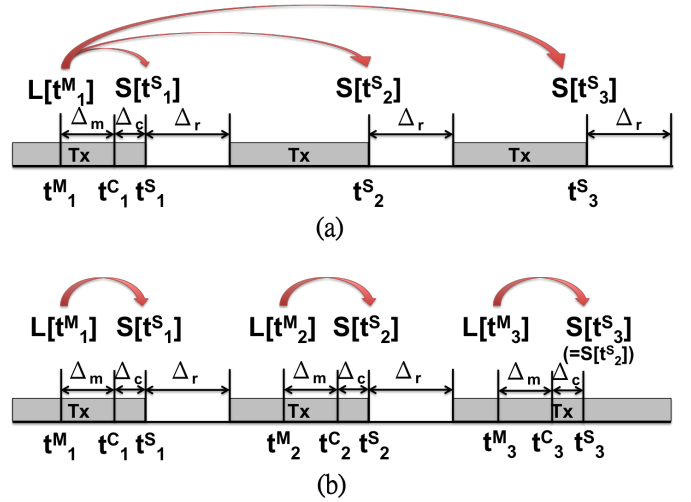 L[tᴹ₁] S[tˢ₁] S[tˢ₂] S[tˢ₃]
Δm Δc Δr Δr Δr
Tx Tx Tx
tᴹ₁ tᶜ₁ tˢ₁ tˢ₂ tˢ₃
(a)
L[tᴹ₁] S[tˢ₁] L[tᴹ₂] S[tˢ₂] L[tᴹ₃] S[tˢ₃]
(=S[tˢ₂])
Δm Δc Δr Δm Δc Δr Δm Δc
Tx Tx Tx
tᴹ₁ tᶜ₁ tˢ₁ tᴹ₂ tᶜ₂ tˢ₂ tᴹ₃ tᶜ₃ tˢ₃
(b)